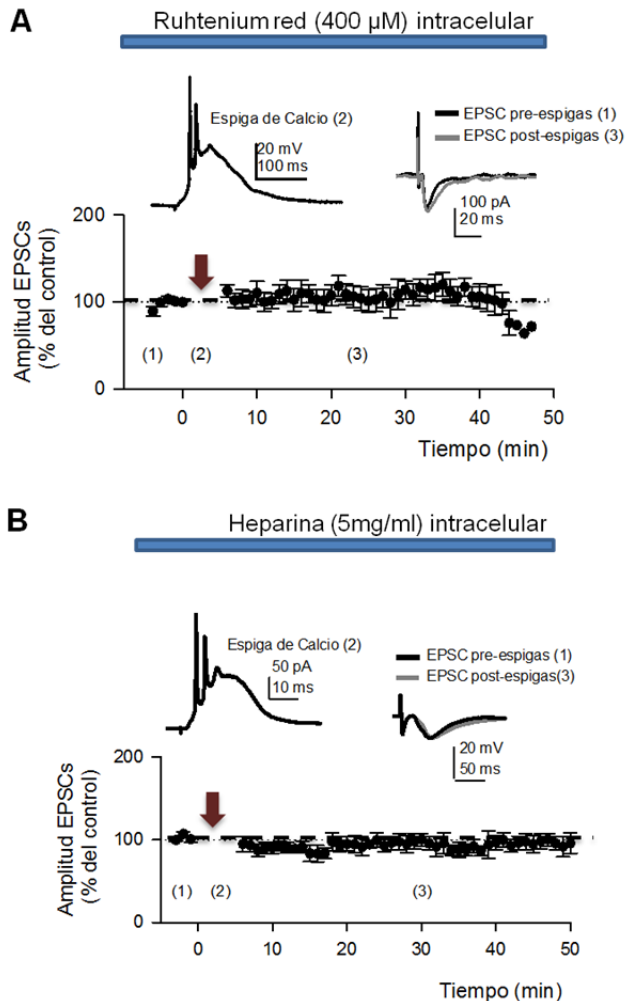 A
Ruhtenium red (400 µM) intracelular
Espiga de Calcio (2)
20 mV
100 ms
EPSC pre-espigas (1)
EPSC post-espigas (3)
100 pA
20 ms
Amplitud EPSCs
(% del control)
200
100
0
(1)
(2)
(3)
0
10
20
30
40
50
Tiempo (min)
B
Heparina (5mg/ml) intracelular
Espiga de Calcio (2)
50 pA
10 ms
EPSC pre-espigas (1)
EPSC post-espigas(3)
20 mV
50 ms
Amplitud EPSCs
(% del control)
200
100
0
(1)
(2)
(3)
0
10
20
30
40
50
Tiempo (min)